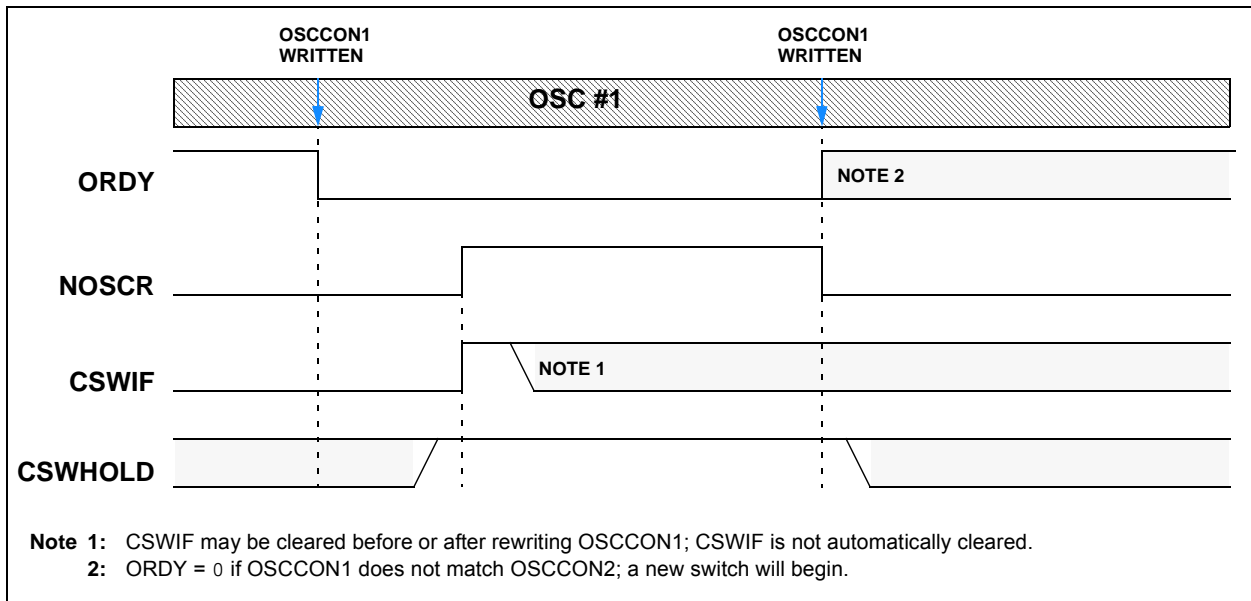 OSCCON1
WRITTEN
OSCCON1
WRITTEN
OSC #1
ORDY
NOTE 2
NOSCR
CSWIF
NOTE 1
CSWHOLD
Note 1: CSWIF may be cleared before or after rewriting OSCCON1; CSWIF is not automatically cleared.
2: ORDY = 0 if OSCCON1 does not match OSCCON2; a new switch will begin.